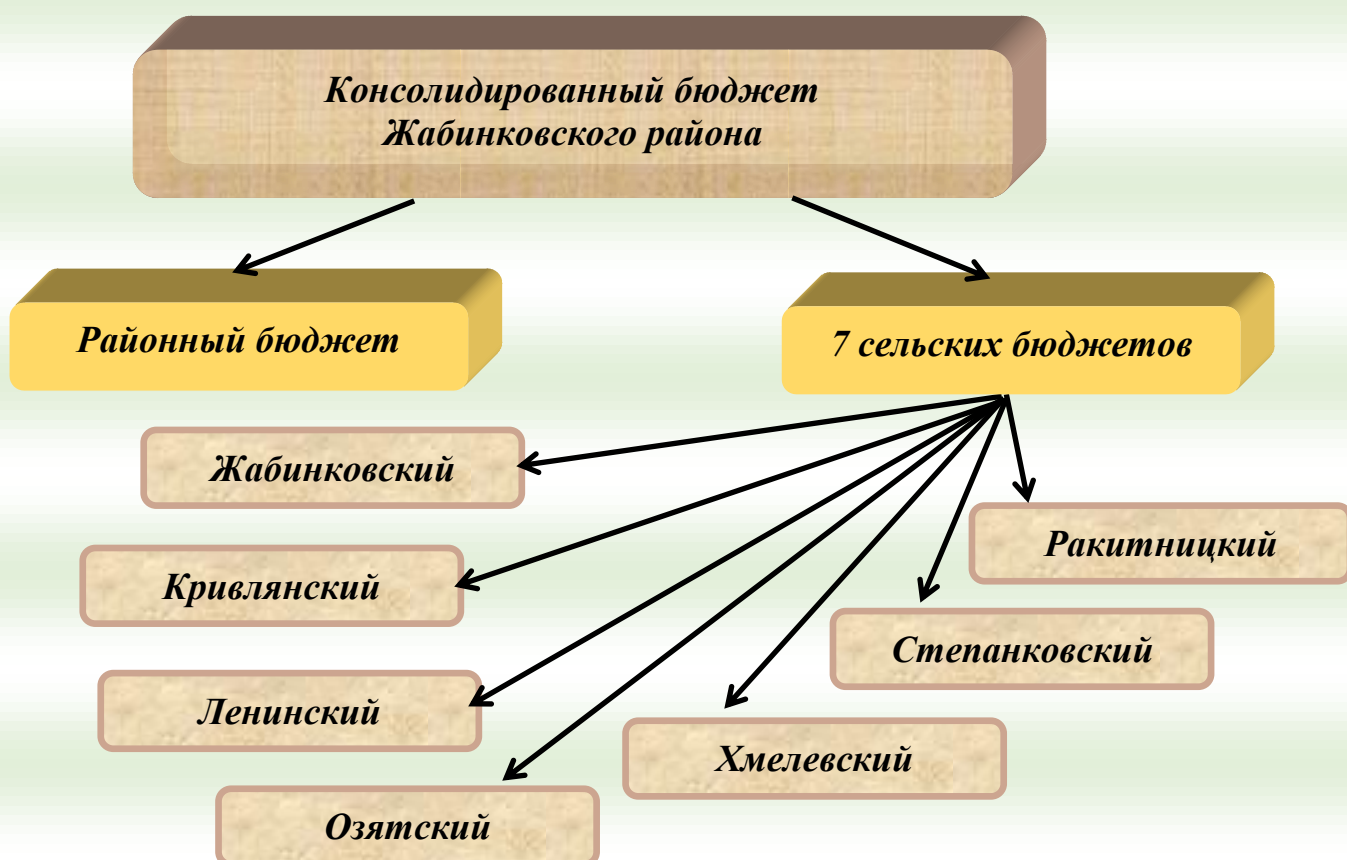 Консолидированный бюджет
Жабинковского района
Районный бюджет
7 сельских бюджетов
Жабинковский
Кривлянский
Ленинский
Озятский
Хмелевский
Степанковский
Ракитницкий